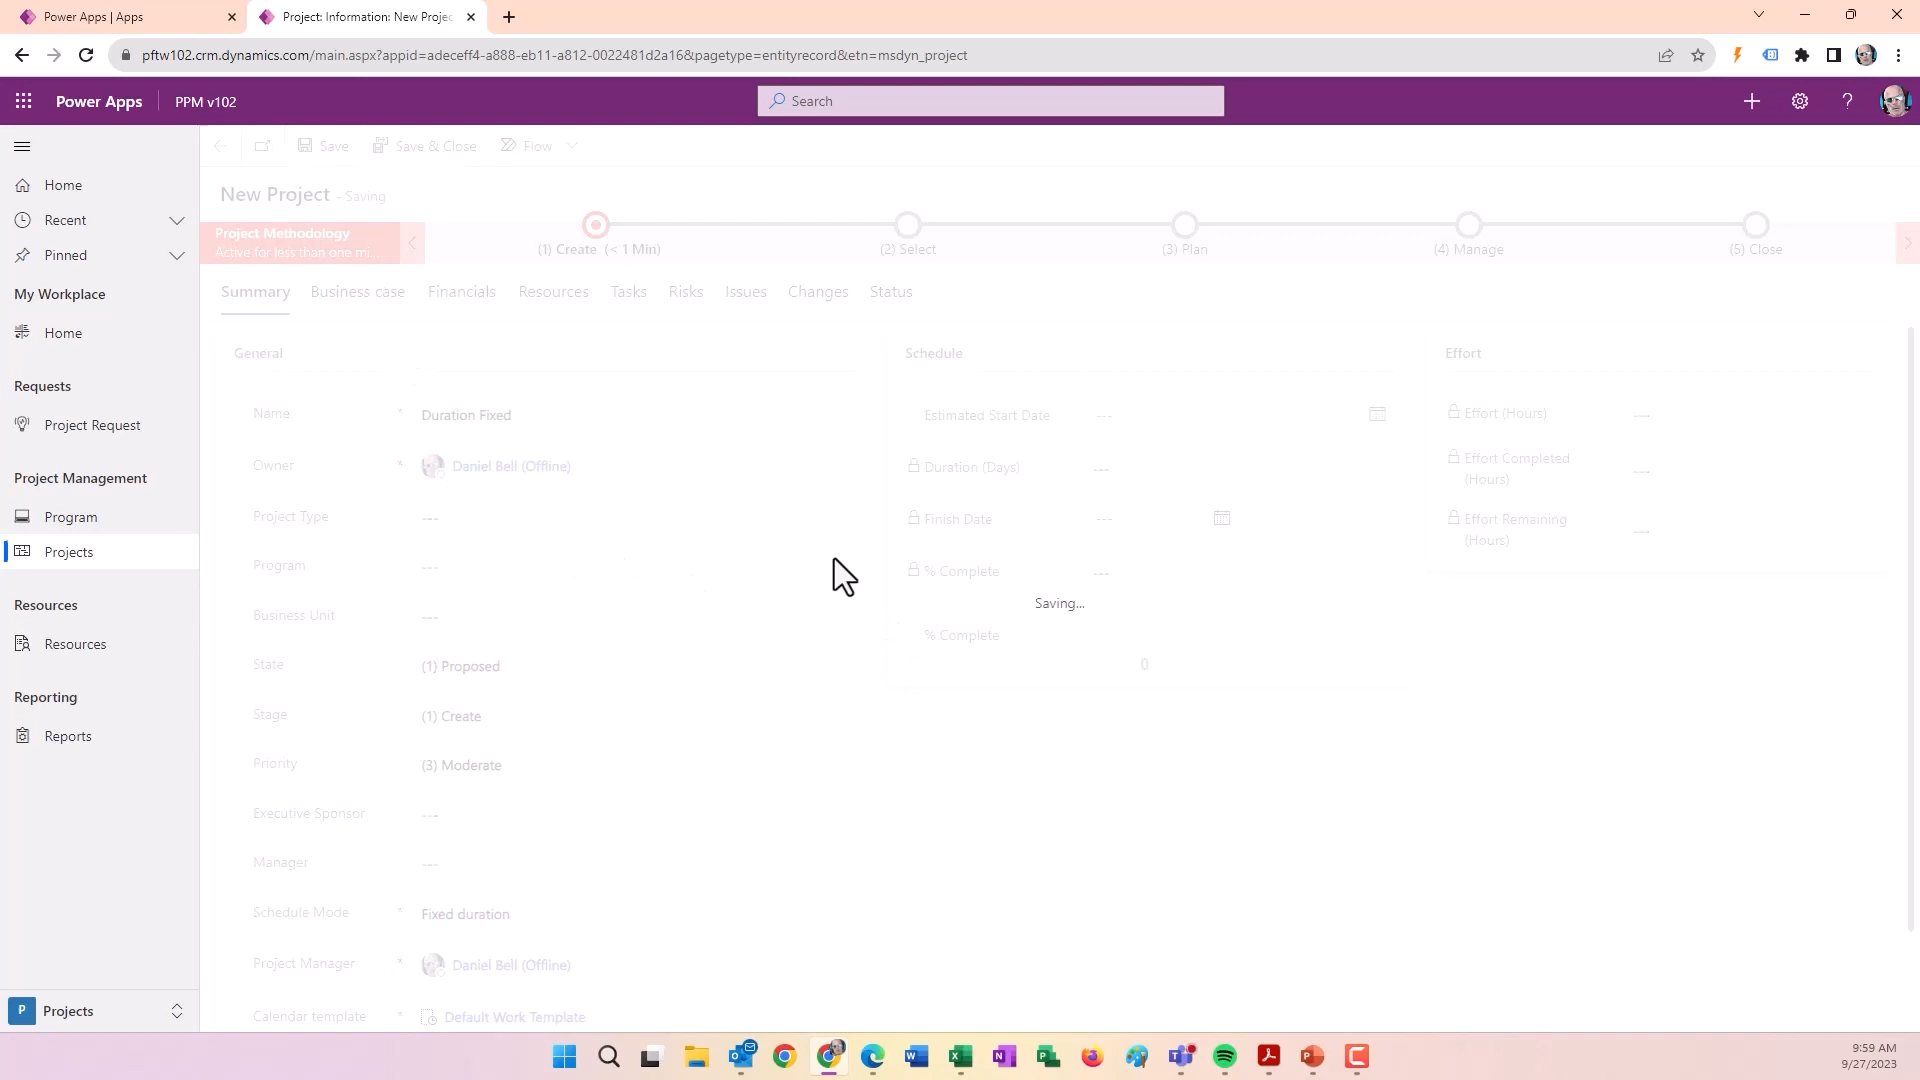 Power Apps | Apps
Project: Information: New Projec
pftw102.crm.dynamics.com/main.aspx?appid=adeceff4-a888-eb11-a812-0022481d2a16&pagetype=entityrecord&etn=msdyn_project
Power Apps
PPM v102
Search
Save
Save & Close
Flow
New Project - Saving
Project Methodology
Active for less than one mi...
(1) Create (< 1 Min)
(2) Select
(3) Plan
(4) Manage
(5) Close
Summary
Business case
Financials
Resources
Tasks
Risks
Issues
Changes
Status
Home
Recent
Pinned
My Workplace
Home
Requests
Project Request
Project Management
Program
Projects
Resources
Resources
Reporting
Reports
P Projects
General
Name * Duration Fixed
Owner * Daniel Bell (Offline)
Project Type ---
Program ---
Business Unit ---
State (1) Proposed
Stage (1) Create
Priority (3) Moderate
Executive Sponsor ---
Manager ---
Schedule Mode * Fixed duration
Project Manager * Daniel Bell (Offline)
Calendar template * Default Work Template
Schedule
Estimated Start Date ---
Duration (Days) ---
Finish Date ---
% Complete ---
Saving...
% Complete
0
Effort
Effort (Hours) ---
Effort Completed
(Hours) ---
Effort Remaining
(Hours) ---
9:59 AM
9/27/2023